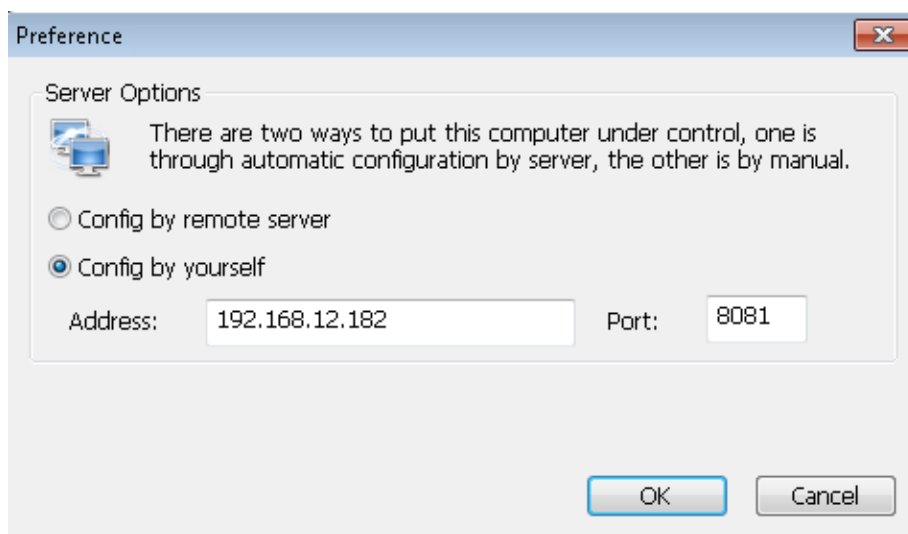 Preference
Server Options
There are two ways to put this computer under control, one is
through automatic configuration by server, the other is by manual.
Config by remote server
Config by yourself
Address: 192.168.12.182 Port: 8081
OK Cancel